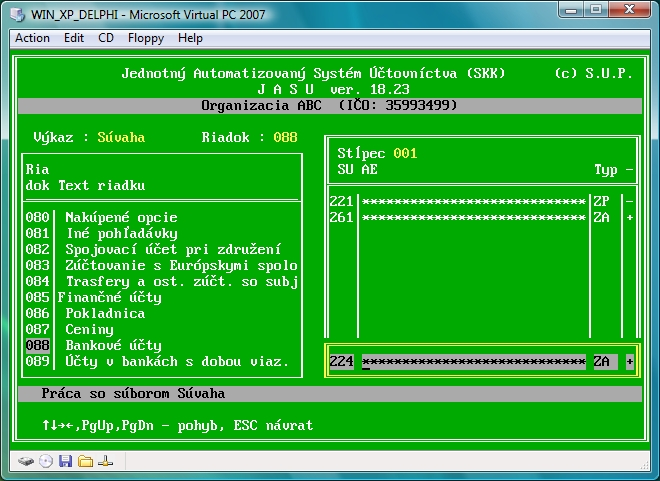 WIN_XP_DELPHI - Microsoft Virtual PC 2007
Action Edit CD Floppy Help
Jednotný Automatizovaný Systém Účtovníctva (SKK) (c) S.U.P.
J A S U ver. 18.23
Organizacia ABC (IČO: 35993499)
Výkaz : Súvaha Riadok : 088
Ria
dok Text riadku
080 Nakúpené opcie
081 Iné pohľadávky
082 Spojovací účet pri združení
083 Zúčtovanie s Európskymi spolo
084 Trasfery a ost. zúčt. so subj
085 Finančné účty
086 Pokladnica
087 Ceniny
088 Bankové účty
089 Účty v bankách s dobou viaz.
Stĺpec 001
SU AE Typ -
221 ***************************** ZP -
261 ***************************** ZA +
224 ***************************** ZA +
Práca so súborom Súvaha
↑↓→←,PgUp,PgDn - pohyb, ESC návrat